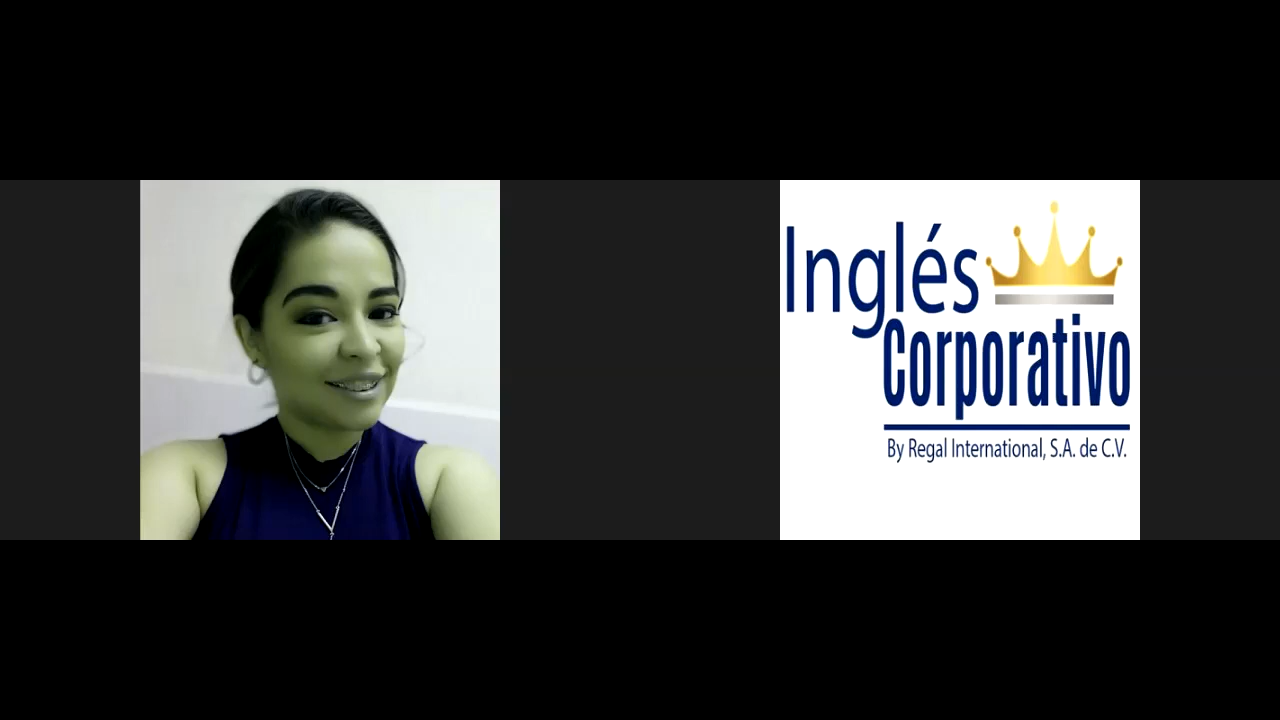 Inglés
Corporativo
By Regal International, S.A. de C.V.